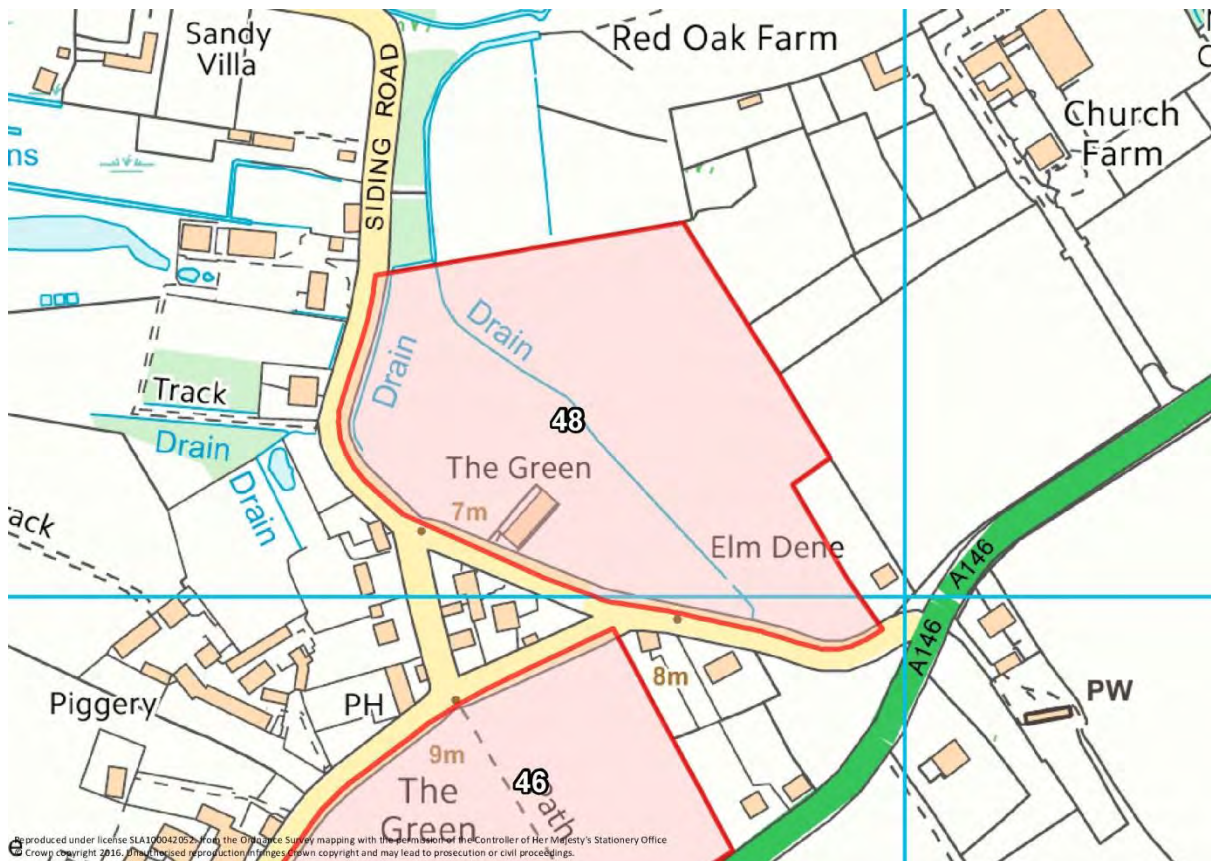 Sandy
Villa
Red Oak Farm
SIDING ROAD
Church
Farm
ns
Track
Drain
Drain
Drain
Drain
48
The Green
7m
Elm Dene
ack
A146
A146
Piggery
PH
8m
PW
9m
46
The
Green
ath
e
Reproduced under license SLA100042052, from the Ordnance Survey mapping with the permission of the Controller of Her Majesty's Stationery Office
© Crown copyright 2016. Unauthorised reproduction infringes Crown copyright and may lead to prosecution or civil proceedings.